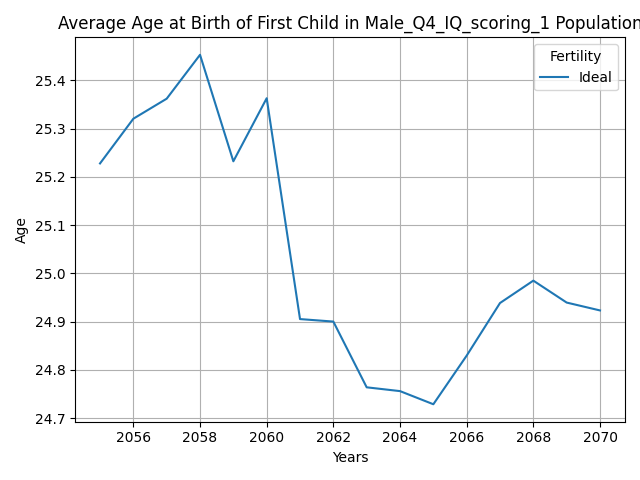 Average Age at Birth of First Child in Male_Q4_IQ_scoring_1 Population
Fertility
Ideal
25.4
25.3
25.2
25.1
25.0
24.9
24.8
24.7
Age
2056 2058 2060 2062 2064 2066 2068 2070
Years